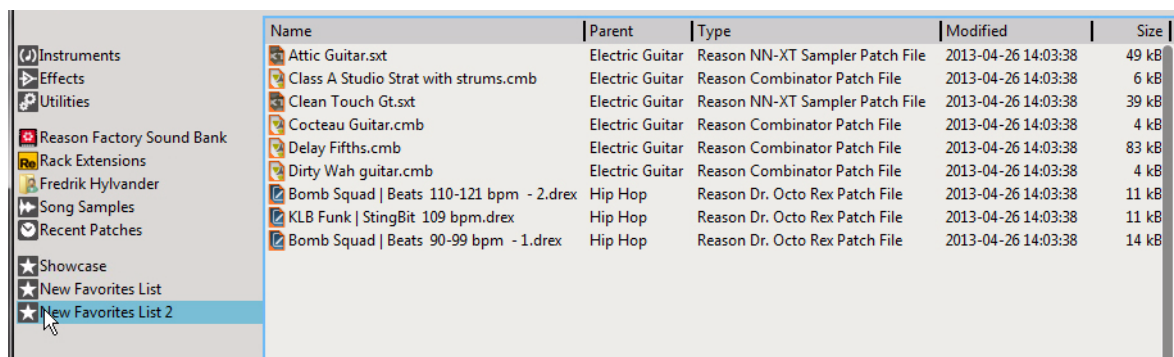 Name Parent Type Modified Size
Instruments
Effects
Utilities
Reason Factory Sound Bank
Re Rack Extensions
Fredrik Hylvander
Song Samples
Recent Patches
Showcase
New Favorites List
New Favorites List 2
Attic Guitar.sxt Electric Guitar Reason NN-XT Sampler Patch File 2013-04-26 14:03:38 49 kB
Class A Studio Strat with strums.cmb Electric Guitar Reason Combinator Patch File 2013-04-26 14:03:38 6 kB
Clean Touch Gt.sxt Electric Guitar Reason NN-XT Sampler Patch File 2013-04-26 14:03:38 39 kB
Cocteau Guitar.cmb Electric Guitar Reason Combinator Patch File 2013-04-26 14:03:38 4 kB
Delay Fifths.cmb Electric Guitar Reason Combinator Patch File 2013-04-26 14:03:38 83 kB
Dirty Wah guitar.cmb Electric Guitar Reason Combinator Patch File 2013-04-26 14:03:38 4 kB
Bomb Squad | Beats 110-121 bpm - 2.drex Hip Hop Reason Dr. Octo Rex Patch File 2013-04-26 14:03:38 11 kB
KLB Funk | StingBit 109 bpm.drex Hip Hop Reason Dr. Octo Rex Patch File 2013-04-26 14:03:38 11 kB
Bomb Squad | Beats 90-99 bpm - 1.drex Hip Hop Reason Dr. Octo Rex Patch File 2013-04-26 14:03:38 14 kB